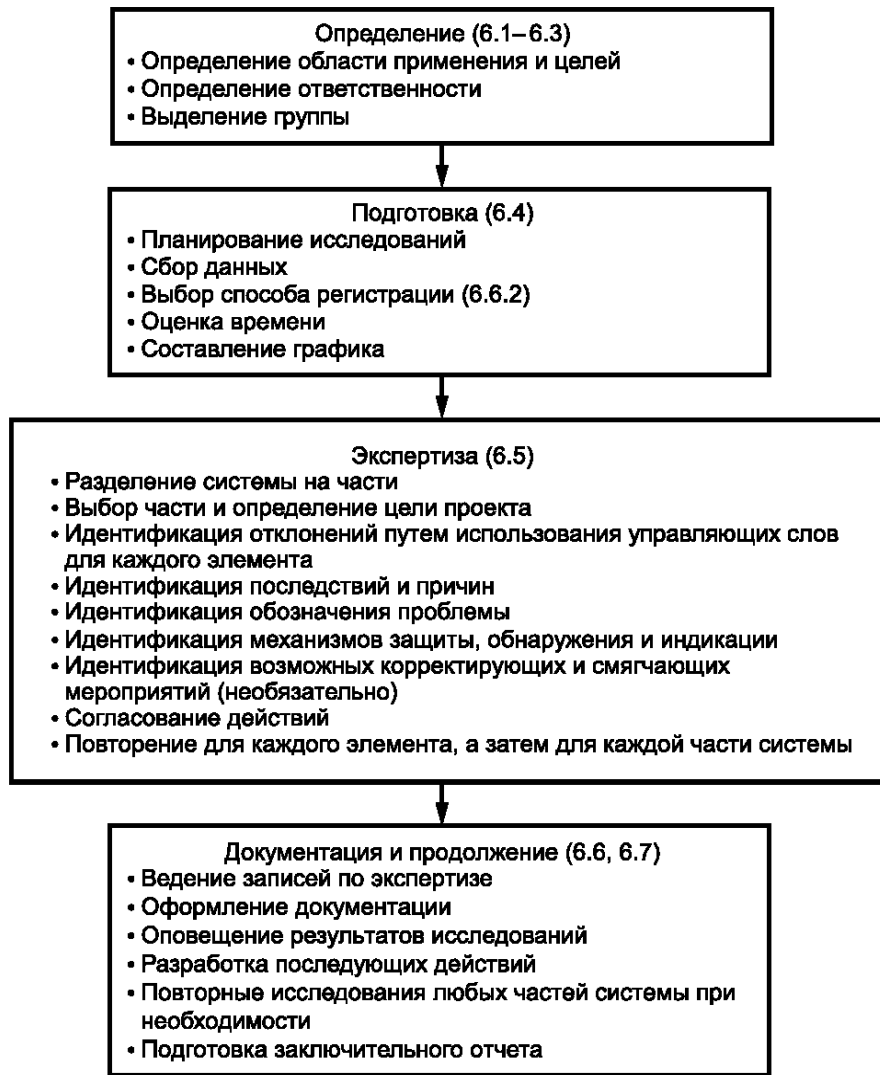 Определение (6.1–6.3)
• Определение области применения и целей
• Определение ответственности
• Выделение группы
Подготовка (6.4)
• Планирование исследований
• Сбор данных
• Выбор способа регистрации (6.6.2)
• Оценка времени
• Составление графика
Экспертиза (6.5)
• Разделение системы на части
• Выбор части и определение цели проекта
• Идентификация отклонений путем использования управляющих слов
для каждого элемента
• Идентификация последствий и причин
• Идентификация обозначения проблемы
• Идентификация механизмов защиты, обнаружения и индикации
• Идентификация возможных корректирующих и смягчающих
мероприятий (необязательно)
• Согласование действий
• Повторение для каждого элемента, а затем для каждой части системы
Документация и продолжение (6.6, 6.7)
• Ведение записей по экспертизе
• Оформление документации
• Оповещение результатов исследований
• Разработка последующих действий
• Повторные исследования любых частей системы при
необходимости
• Подготовка заключительного отчета